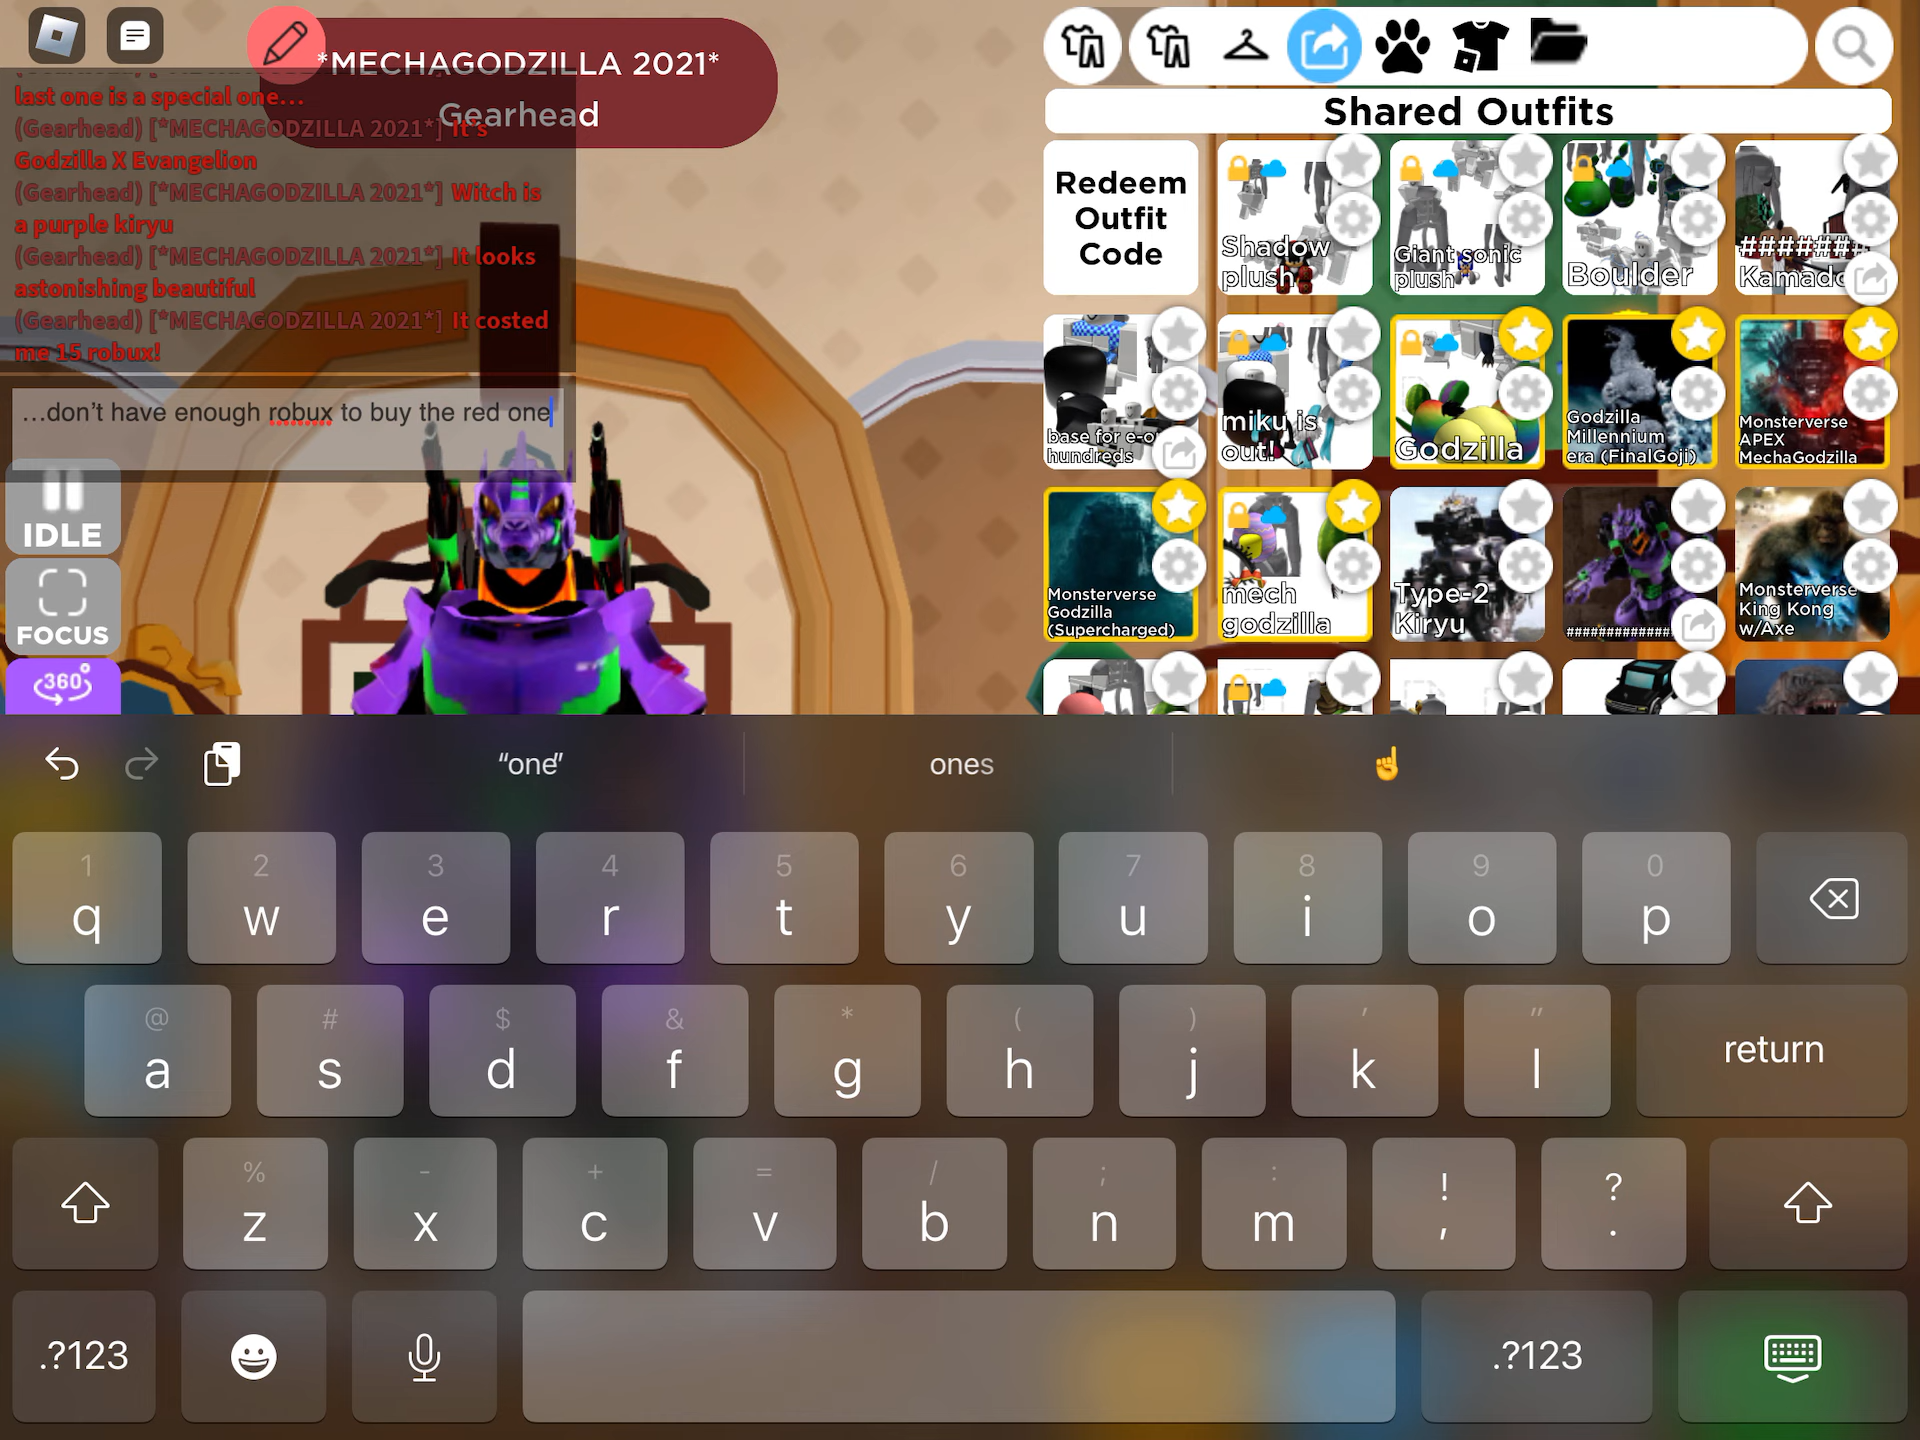 *MECHAGODZILLA 2021*
Gearhead
last one is a special one...
(Gearhead) [*MECHAGODZILLA 2021*] It's
Godzilla X Evangelion
(Gearhead) [*MECHAGODZILLA 2021*] Witch is
a purple kiryu
(Gearhead) [*MECHAGODZILLA 2021*] It looks
astonishing beautiful
(Gearhead) [*MECHAGODZILLA 2021*] It costed
me 15 robux!
...don't have enough robux to buy the red one
IDLE
FOCUS
360°
Shared Outfits
Redeem
Outfit
Code
Shadow
plush
Giant sonic
plush
Boulder
#######
Kamado
base for e-o
hundreds
miku is
out!
Godzilla
Godzilla
Millennium
era (FinalGoji)
Monsterverse
APEX
MechaGodzilla
Monsterverse
Godzilla
(Supercharged)
mech
godzilla
Type-2
Kiryu
#############
Monsterverse
King Kong
w/Axe
"one"
ones
1 2 3 4 5 6 7 8 9 0
q w e r t y u i o p
@ # $ & * ( ) ' "
a s d f g h j k l return
% - + = / ; : ! ?
z x c v b n m , .
.?123
.?123